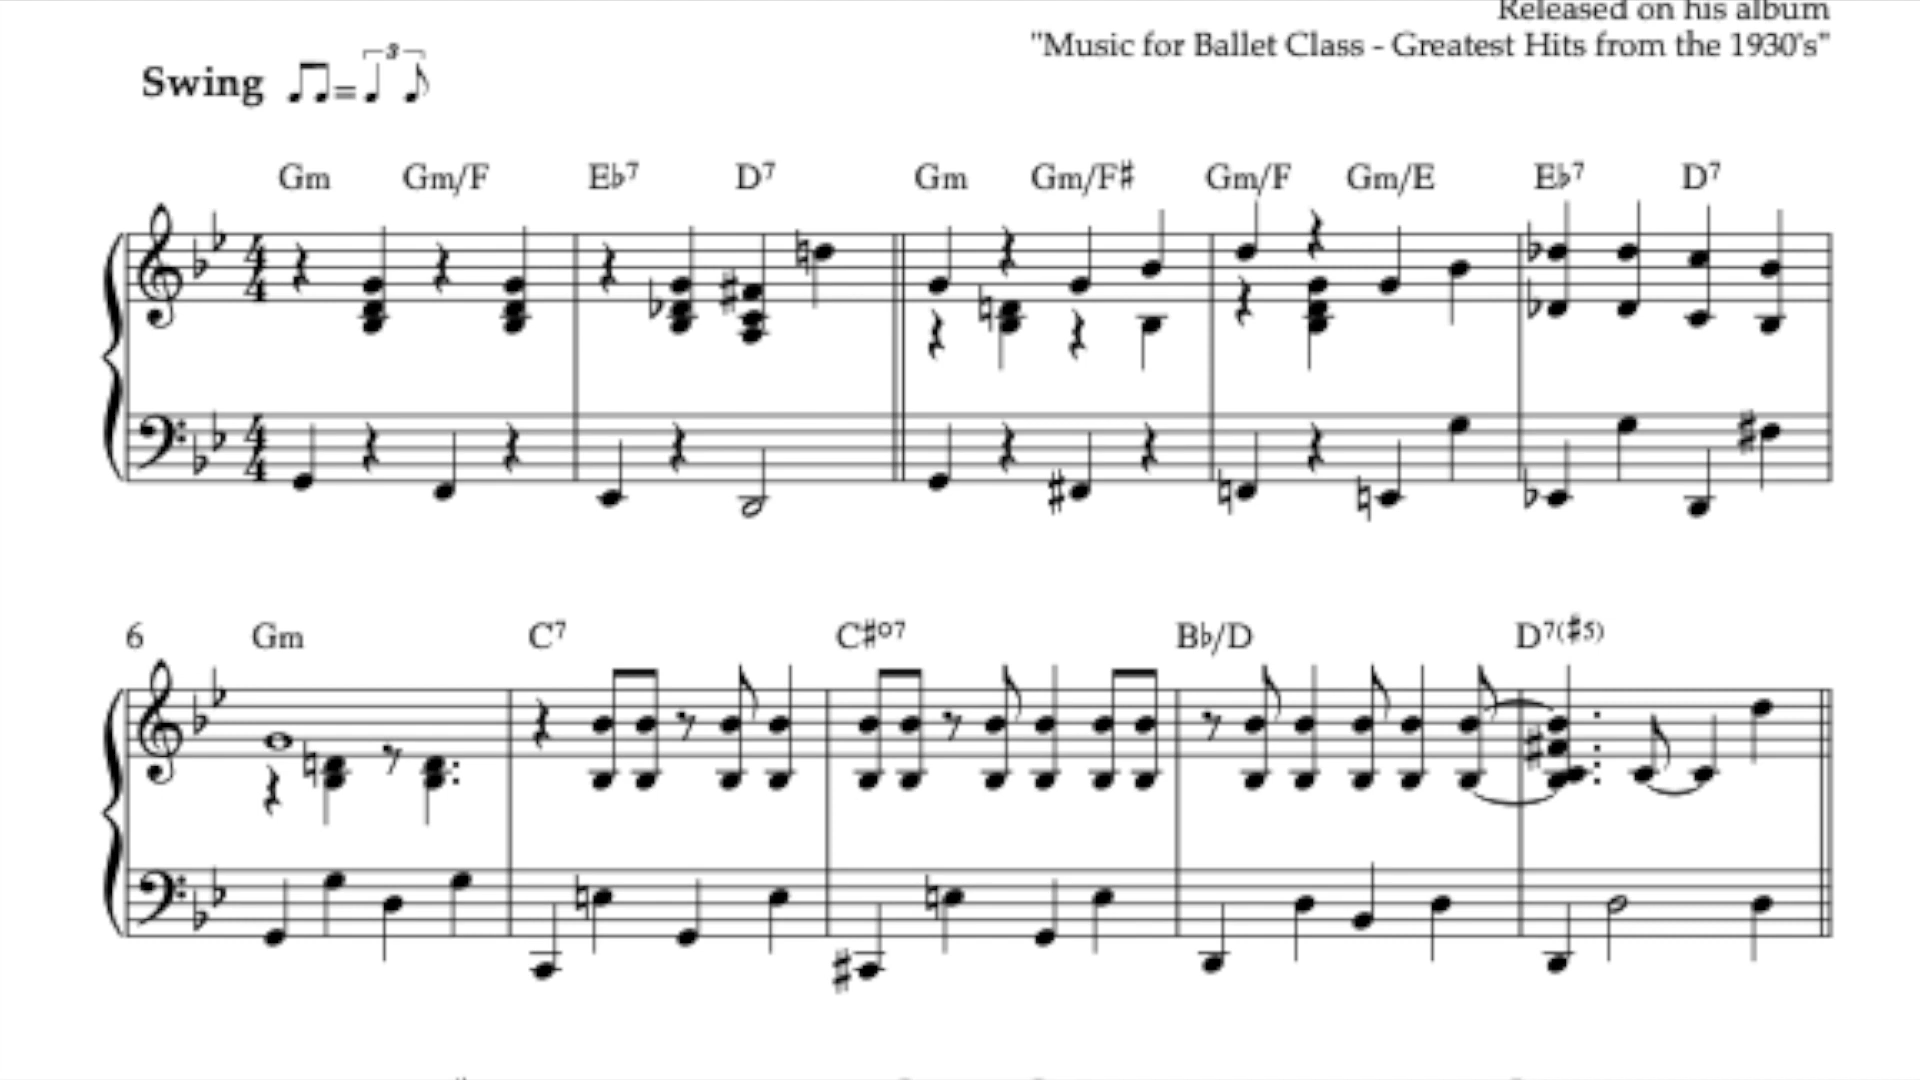 Released on his album
"Music for Ballet Class - Greatest Hits from the 1930's"
Swing ♫=♩ ♪ 3
Gm Gm/F E♭7 D7 Gm Gm/F♯ Gm/F Gm/E E♭7 D7
6 Gm C7 C♯o7 B♭/D D7(♯5)